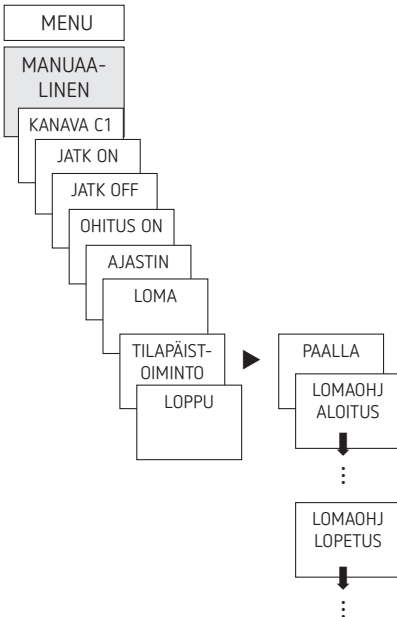 MENU
MANUAA-
LINEN
KANAVA C1
JATK ON
JATK OFF
OHITUS ON
AJASTIN
LOMA
TILAPÄIST-
OIMINTO
LOPPU
PAALLA
LOMAOHJ
ALOITUS
LOMAOHJ
LOPETUS